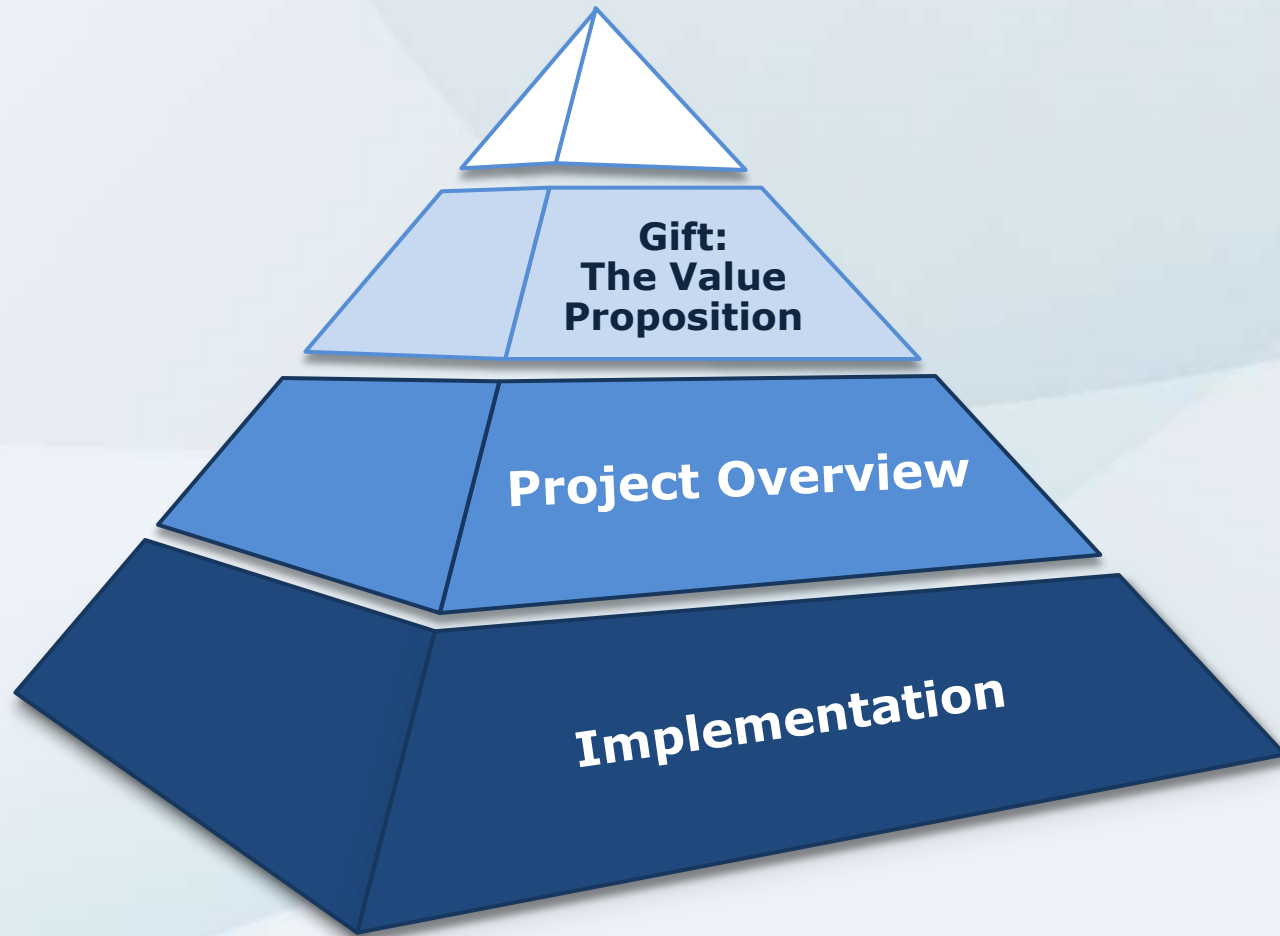 Gift:
The Value
Proposition
Project Overview
Implementation